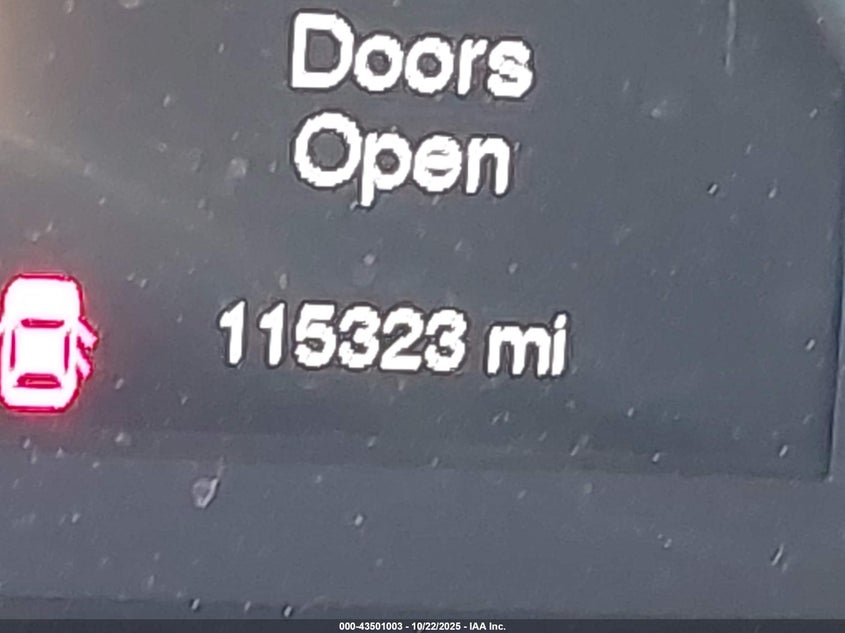 Doors
Open
115323 mi
000-43501003 - 10/22/2025 - IAA Inc.